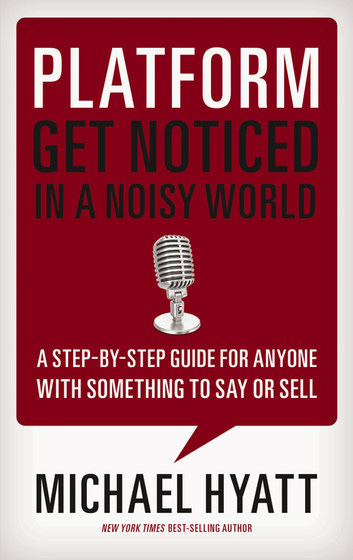 PLATFORM
GET NOTICED
IN A NOISY WORLD
A STEP-BY-STEP GUIDE FOR ANYONE
WITH SOMETHING TO SAY OR SELL
MICHAEL HYATT
NEW YORK TIMES BEST-SELLING AUTHOR